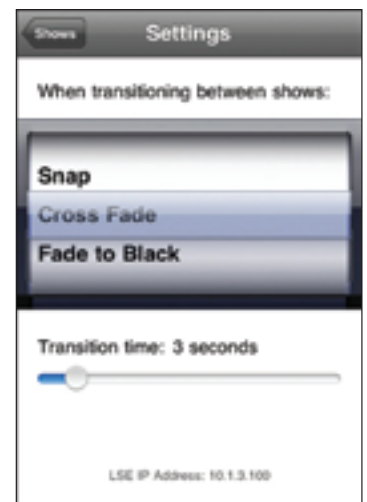 Shows
Settings
When transitioning between shows:
Snap
Cross Fade
Fade to Black
Transition time: 3 seconds
LSE IP Address: 10.1.3.100